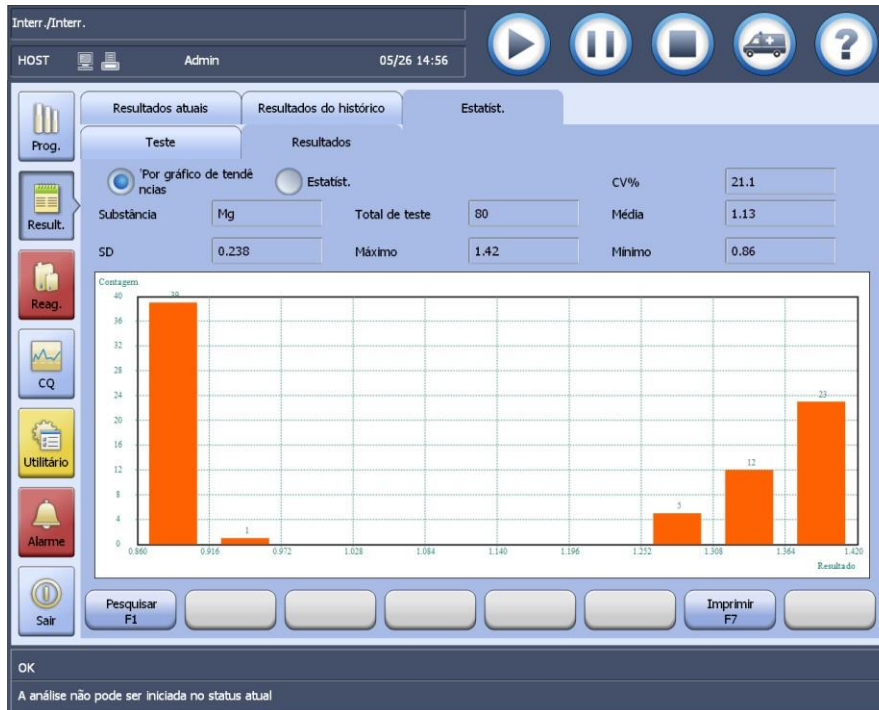 Interr./Interr.
HOST Admin 05/26 14:56
Resultados atuais Resultados do histórico Estatíst.
Teste Resultados
Prog.
'Por gráfico de tendê
ncias
Estatíst.
CV% 21.1
Substância Mg Total de teste 80 Média 1.13
SD 0.238 Máximo 1.42 Mínimo 0.86
Result.
Reag.
CQ
Utilitário
Alarme
Sair
Contagem
40
39
36
32
28
24
23
20
16
12
12
8
5
4
1
0
0.860 0.916 0.972 1.028 1.084 1.140 1.196 1.252 1.308 1.364 1.420
Resultado
Pesquisar
F1
Imprimir
F7
OK
A análise não pode ser iniciada no status atual